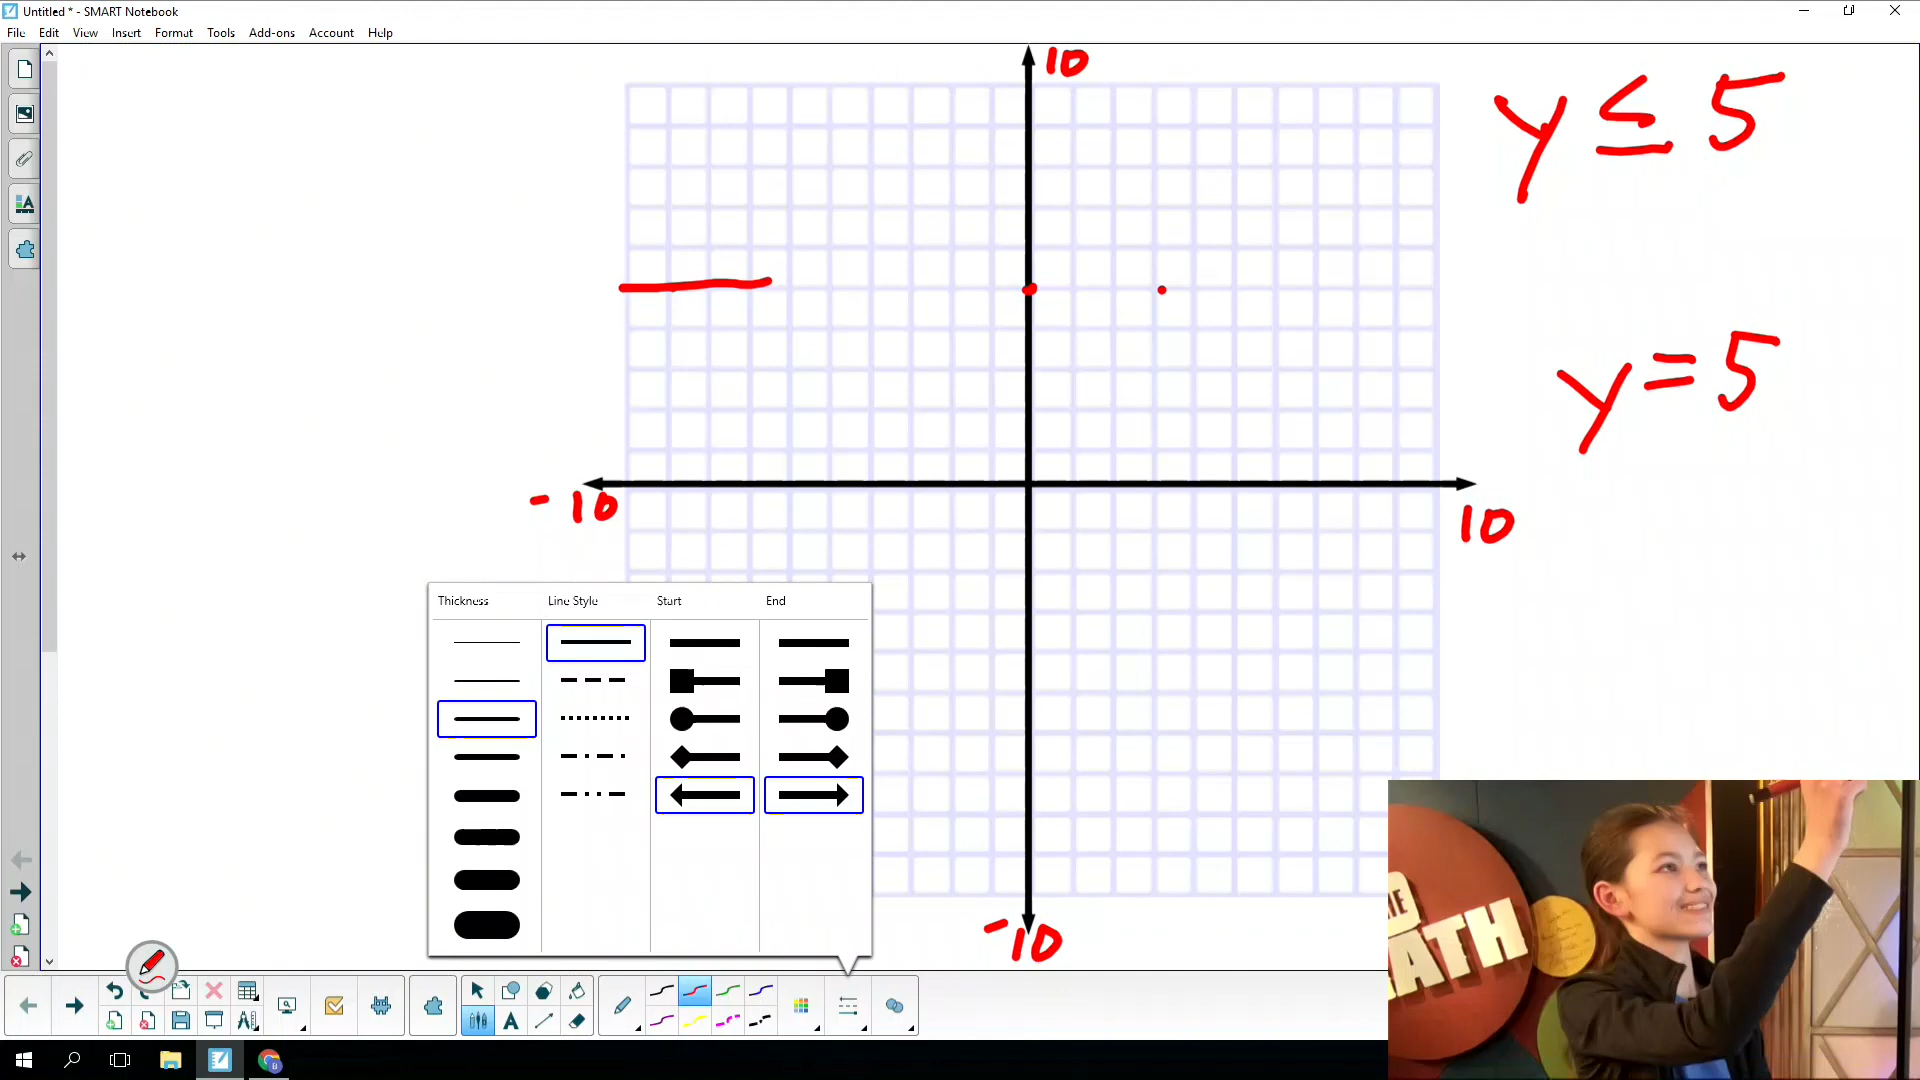 Untitled * - SMART Notebook
File Edit View Insert Format Tools Add-ons Account Help
10
y ≤ 5
y = 5
-10
10
-10
Thickness Line Style Start End
MATH